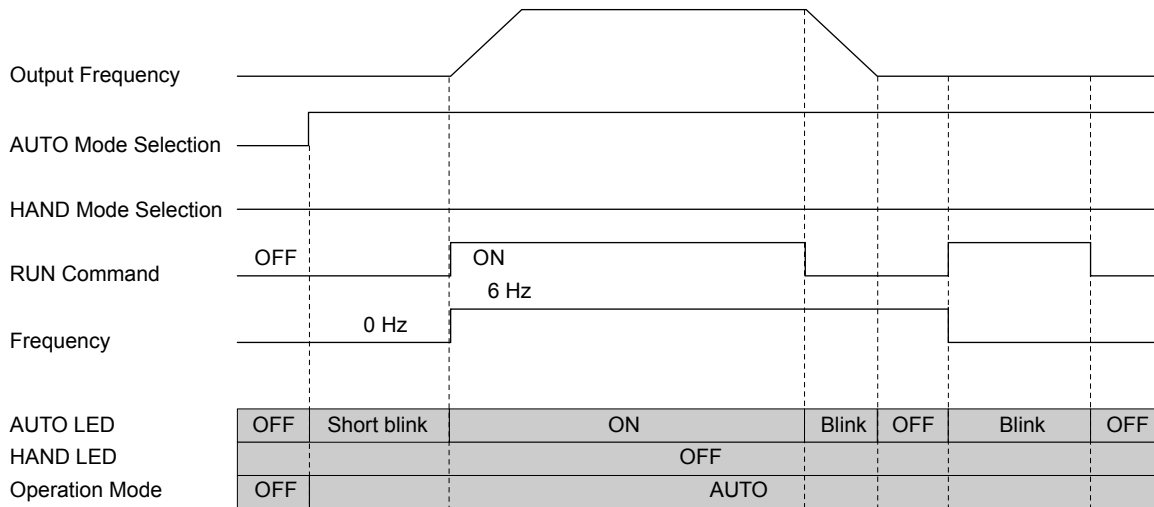 Output Frequency
AUTO Mode Selection
HAND Mode Selection
OFF ON
RUN Command
6 Hz
0 Hz
Frequency
AUTO LED OFF Short blink ON Blink OFF Blink OFF
HAND LED OFF
Operation Mode OFF AUTO